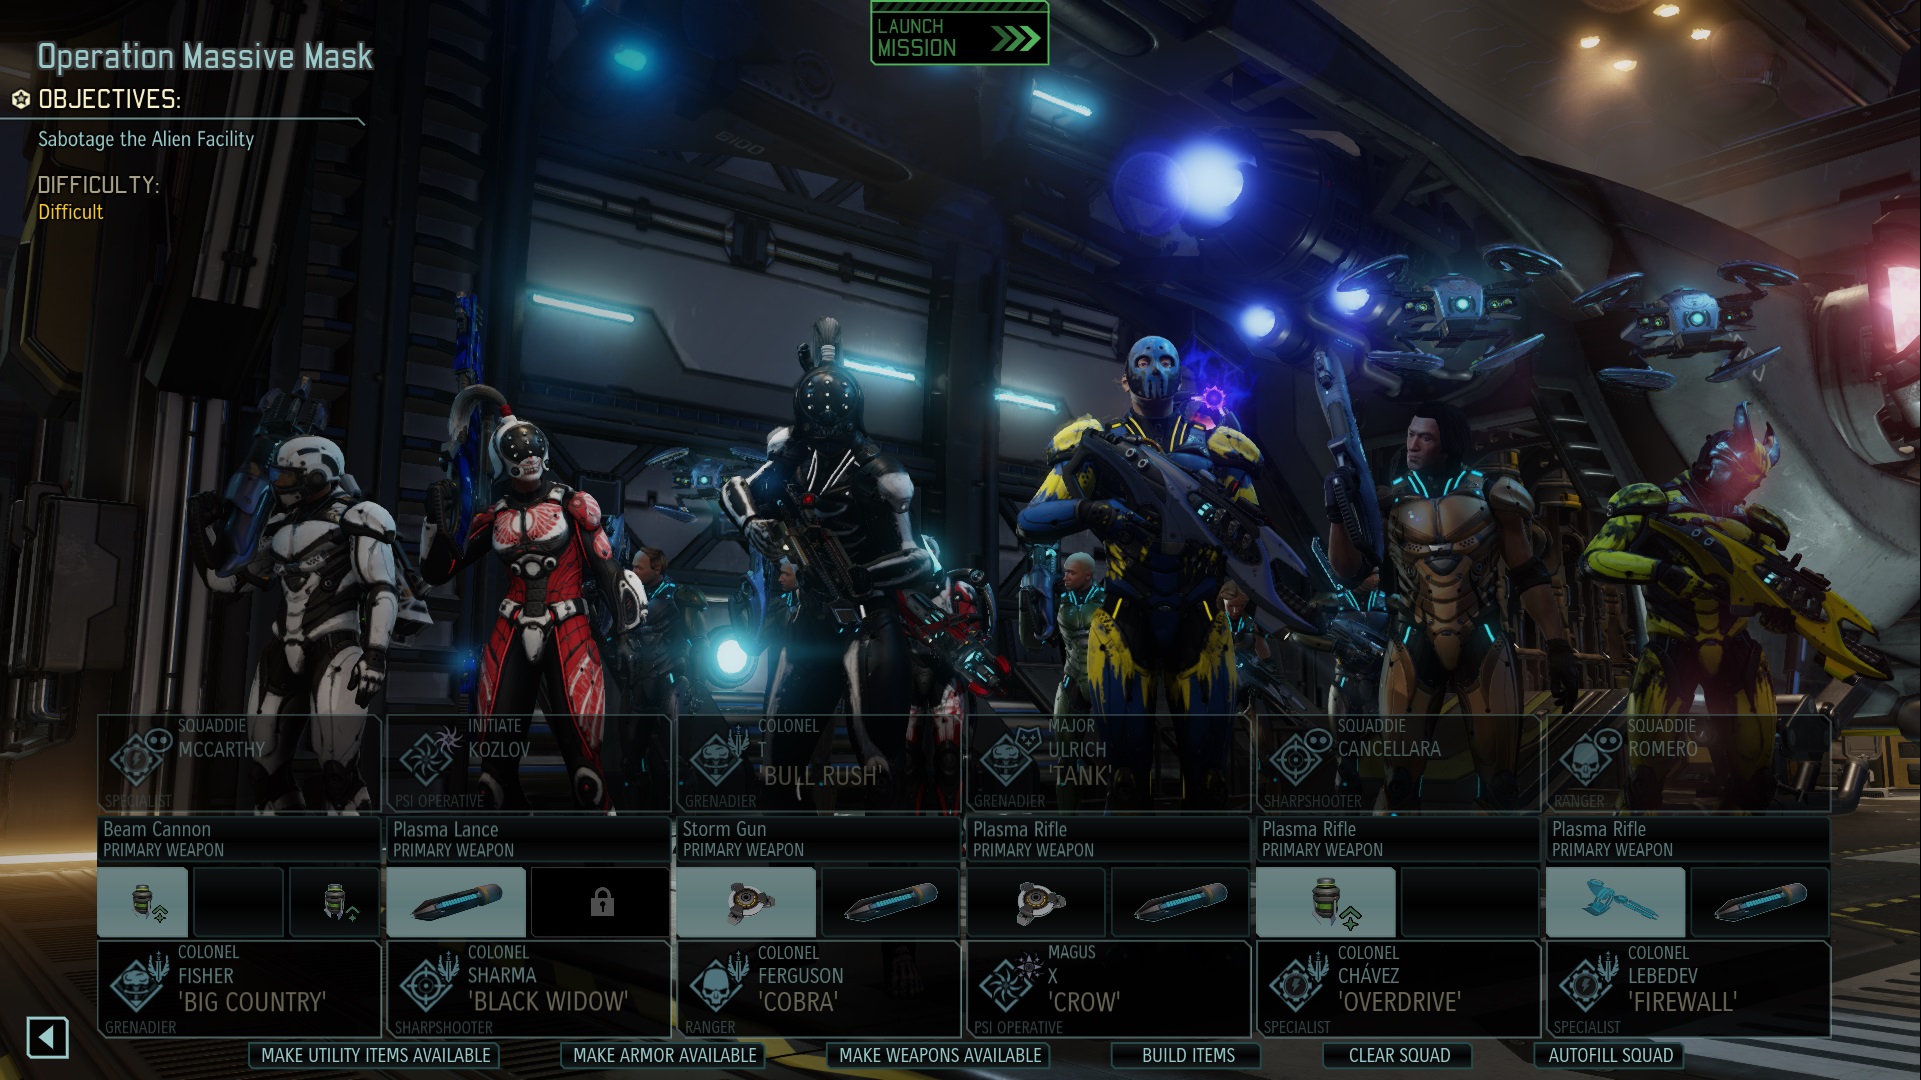 LAUNCH
MISSION
Operation Massive Mask
OBJECTIVES:
Sabotage the Alien Facility
DIFFICULTY:
Difficult
B100
SQUADDIE
MCCARTHY
SPECIALIST
INITIATE
KOZLOV
PSI OPERATIVE
COLONEL
T
'BULL RUSH'
GRENADIER
MAJOR
ULRICH
'TANK'
GRENADIER
SQUADDIE
CANCELLARA
SHARPSHOOTER
SQUADDIE
ROMERO
RANGER
Beam Cannon
PRIMARY WEAPON
Plasma Lance
PRIMARY WEAPON
Storm Gun
PRIMARY WEAPON
Plasma Rifle
PRIMARY WEAPON
Plasma Rifle
PRIMARY WEAPON
Plasma Rifle
PRIMARY WEAPON
COLONEL
FISHER
'BIG COUNTRY'
GRENADIER
COLONEL
SHARMA
'BLACK WIDOW'
SHARPSHOOTER
COLONEL
FERGUSON
'COBRA'
RANGER
MAGUS
X
'CROW'
PSI OPERATIVE
COLONEL
CHÁVEZ
'OVERDRIVE'
SPECIALIST
COLONEL
LEBEDEV
'FIREWALL'
SPECIALIST
MAKE UTILITY ITEMS AVAILABLE
MAKE ARMOR AVAILABLE
MAKE WEAPONS AVAILABLE
BUILD ITEMS
CLEAR SQUAD
AUTOFILL SQUAD